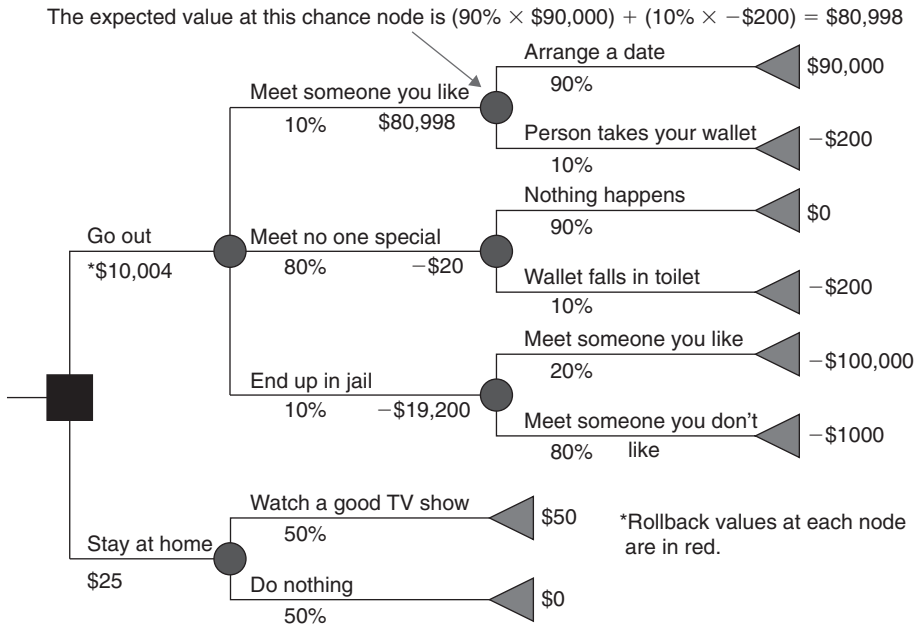 The expected value at this chance node is (90% × $90,000) + (10% × −$200) = $80,998
Arrange a date
90%
$90,000
Meet someone you like
10%
$80,998
Person takes your wallet
10%
−$200
Nothing happens
90%
$0
Go out
*$10,004
Meet no one special
80%
−$20
Wallet falls in toilet
10%
−$200
Meet someone you like
20%
−$100,000
End up in jail
10%
−$19,200
Meet someone you don't
80%
like
−$1000
Watch a good TV show
50%
$50
Stay at home
$25
Do nothing
50%
$0
*Rollback values at each node
are in red.